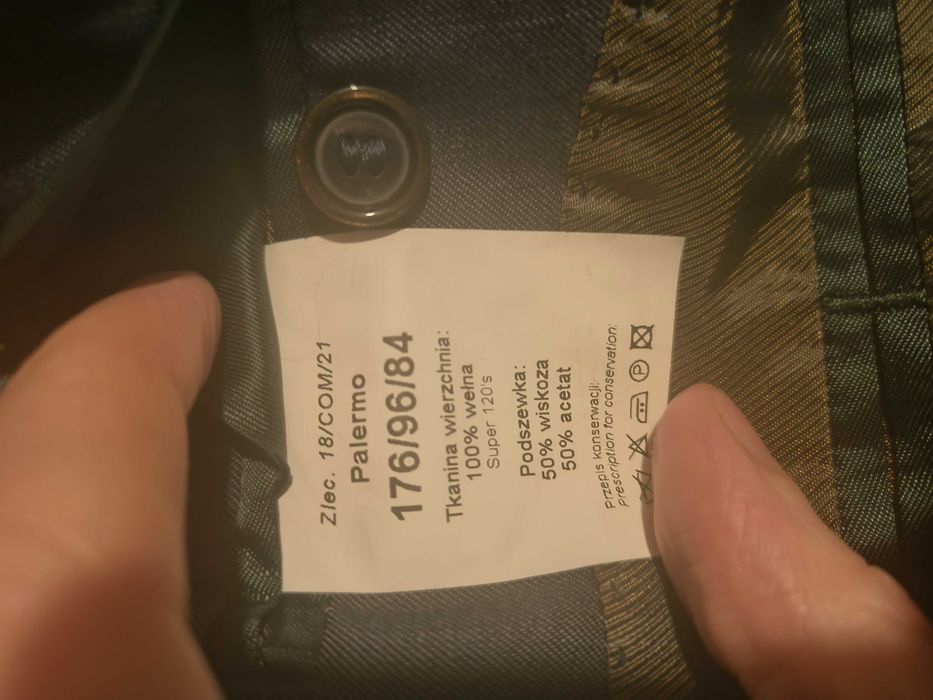 Zlec. 18/COM/21
Palermo
176/96/84
Tkanina wierzchnia:
100% wełna
Super 120's
Podszewka:
50% wiskoza
50% acetat
Przepis konserwacji:
Prescription for conservation:
P